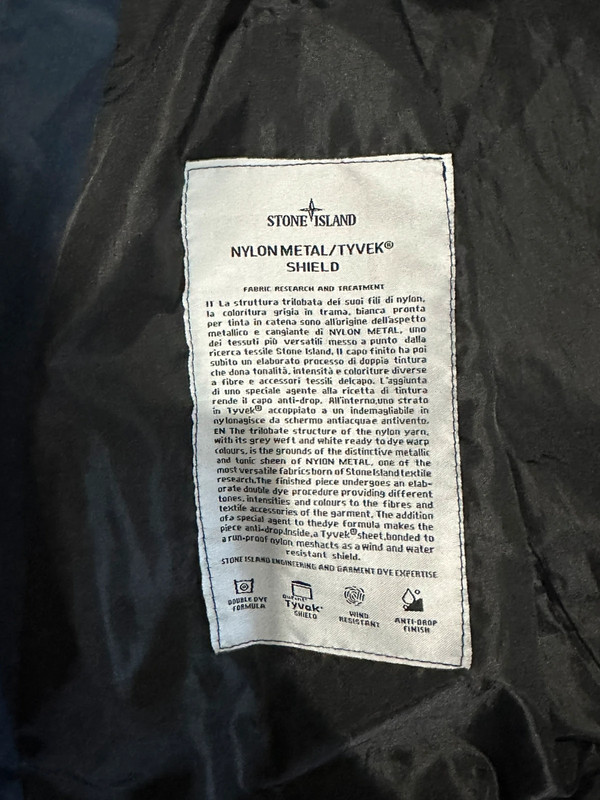 STONE ISLAND
NYLON METAL/TYVEK®
SHIELD
FABRIC RESEARCH AND TREATMENT
IT La struttura trilobata dei suoi fili di nylon,
la coloritura grigia in trama, bianca pronta
per tinta in catena sono all'origine dell'aspetto
metallico e cangiante di NYLON METAL, uno
dei tessuti più versatili messo a punto dalla
ricerca tessile Stone Island. Il capo finito ha poi
subito un elaborato processo di doppia tintura
che dona tonalità, intensità e coloriture diverse
a fibre e accessori tessili delcapo. L'aggiunta
di uno speciale agente alla ricetta di tintura
rende il capo anti-drop. All'interno,uno strato
in Tyvek® accoppiato a un indemagliabile in
nylonagisce da schermo antiacquae antivento.
EN The trilobate structure of the nylon yarn,
with its grey weft and white ready to dye warp
colours, is the grounds of the distinctive metallic
and tonic sheen of NYLON METAL, one of the
most versatile fabrics born of StoneIsland textile
research.The finished piece undergoes an elab-
orate double dye procedure providing different
tones, intensities and colours to the fibres and
textile accessories of the garment. The addition
of a special agent to thedye formula makes the
piece anti-drop.Inside,a Tyvek®sheet,bonded to
a run-proof nylon meshacts as a wind and water
resistant shield.
STONE ISLAND ENGINEERING AND GARMENT DYE EXPERTISE
DOUBLE DYE
FORMULA
DuPont™
Tyvek®
SHIELD
WIND
RESISTANT
ANTI-DROP
FINISH